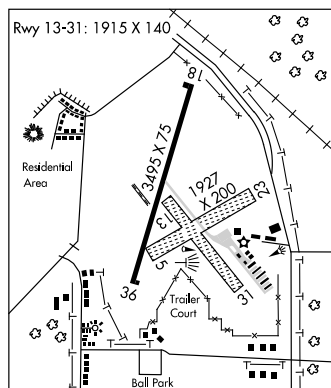 Rwy 13-31: 1915 X 140
18
3495 X 75
Residential
Area
1927
X 200
23
13
5
36
31
Trailer
Court
Ball Park